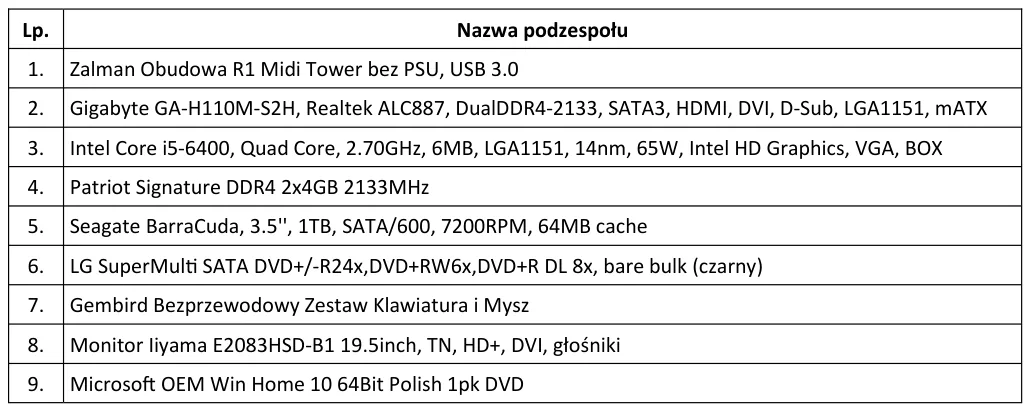 Lp. Nazwa podzespołu
1. Zalman Obudowa R1 Midi Tower bez PSU, USB 3.0
2. Gigabyte GA-H110M-S2H, Realtek ALC887, DualDDR4-2133, SATA3, HDMI, DVI, D-Sub, LGA1151, mATX
3. Intel Core i5-6400, Quad Core, 2.70GHz, 6MB, LGA1151, 14nm, 65W, Intel HD Graphics, VGA, BOX
4. Patriot Signature DDR4 2x4GB 2133MHz
5. Seagate BarraCuda, 3.5'', 1TB, SATA/600, 7200RPM, 64MB cache
6. LG SuperMulti SATA DVD+/-R24x,DVD+RW6x,DVD+R DL 8x, bare bulk (czarny)
7. Gembird Bezprzewodowy Zestaw Klawiatura i Mysz
8. Monitor Iiyama E2083HSD-B1 19.5inch, TN, HD+, DVI, głośniki
9. Microsoft OEM Win Home 10 64Bit Polish 1pk DVD